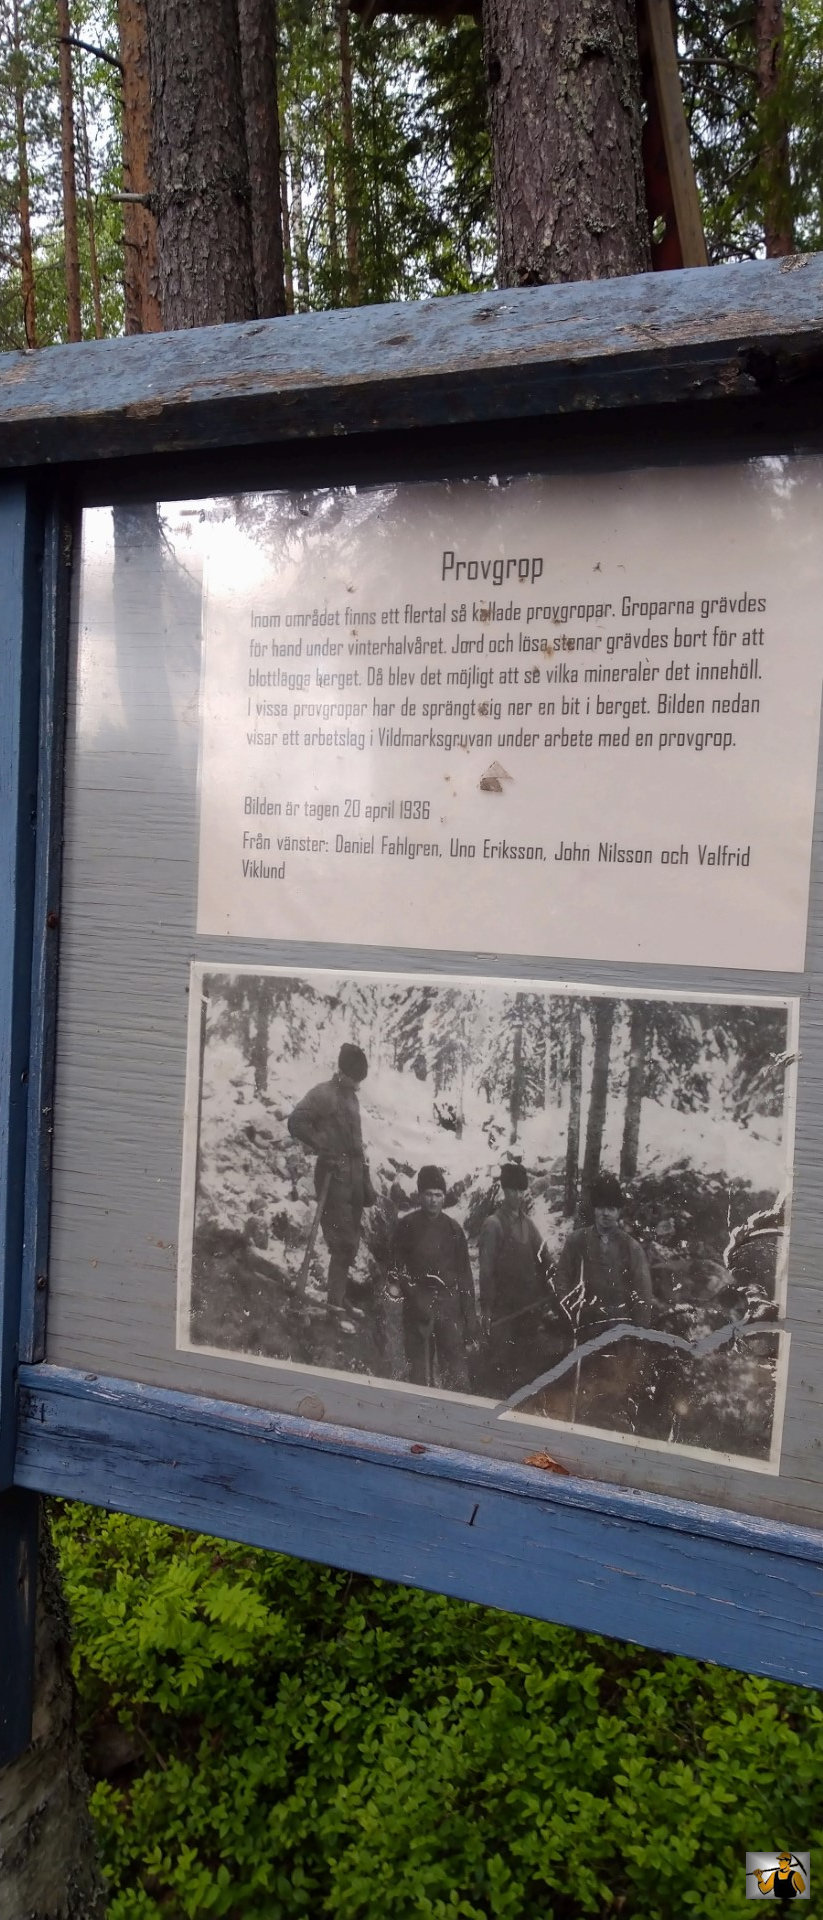 Provgrop
Inom området finns ett flertal så kallade provgropar. Groparna grävdes
för hand under vinterhalvåret. Jord och lösa stenar grävdes bort för att
blottlägga berget. Då blev det möjligt att se vilka mineraler det innehöll.
I vissa provgropar har de sprängt sig ner en bit i berget. Bilden nedan
visar ett arbetslag i Vildmarksgruvan under arbete med en provgrop.
Bilden är tagen 20 april 1936
Från vänster: Daniel Fahlgren, Uno Eriksson, John Nilsson och Valfrid
Viklund